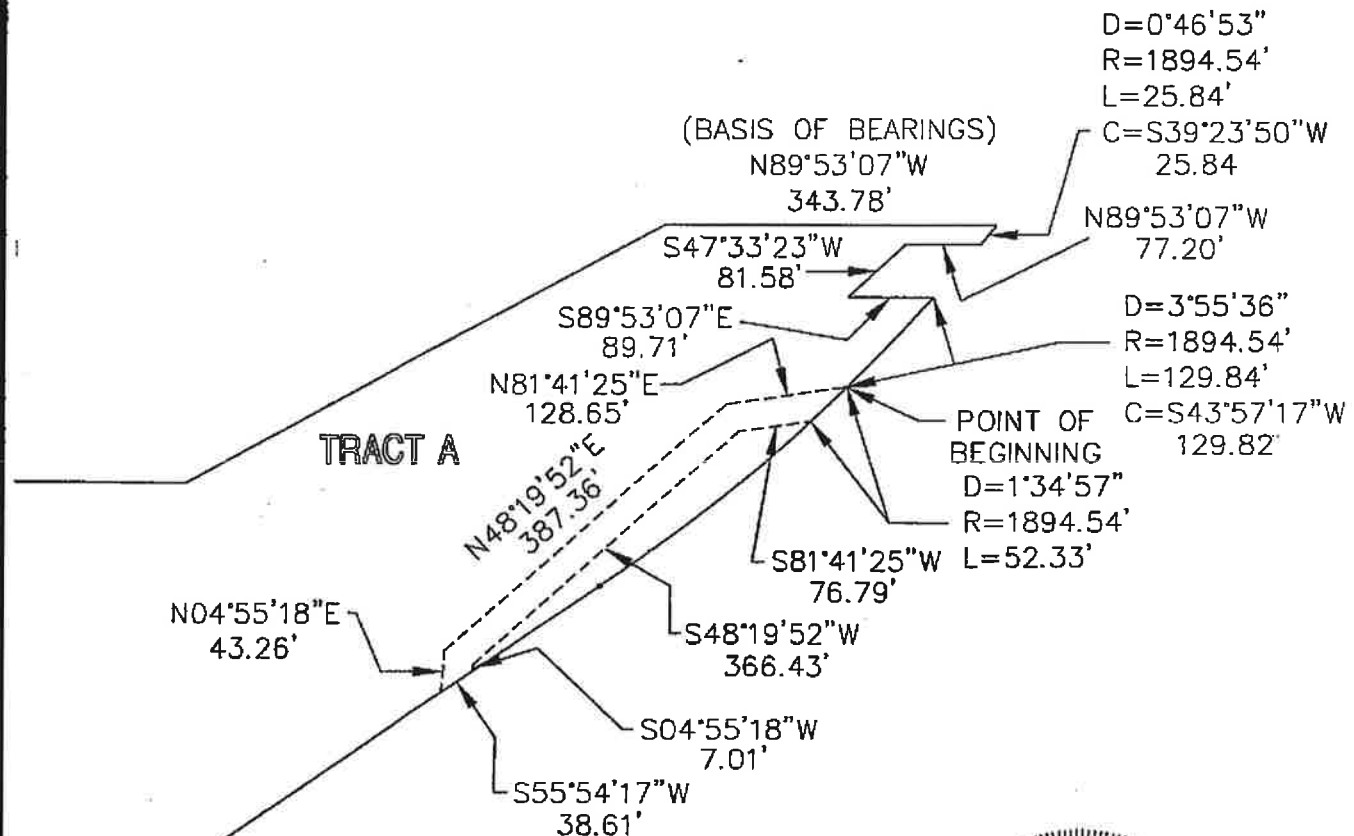 D=0°46'53"
R=1894.54'
L=25.84'
C=S39°23'50"W
25.84
(BASIS OF BEARINGS)
N89°53'07"W
343.78'
N89°53'07"W
77.20'
S47°33'23"W
81.58'
S89°53'07"E
89.71'
D=3°55'36"
R=1894.54'
L=129.84'
C=S43°57'17"W
129.82'
N81°41'25"E
128.65'
POINT OF
BEGINNING
D=1°34'57"
R=1894.54'
L=52.33'
TRACT A
N48°19'52"E
387.36'
S81°41'25"W
76.79'
N04°55'18"E
43.26'
S48°19'52"W
366.43'
S04°55'18"W
7.01'
S55°54'17"W
38.61'